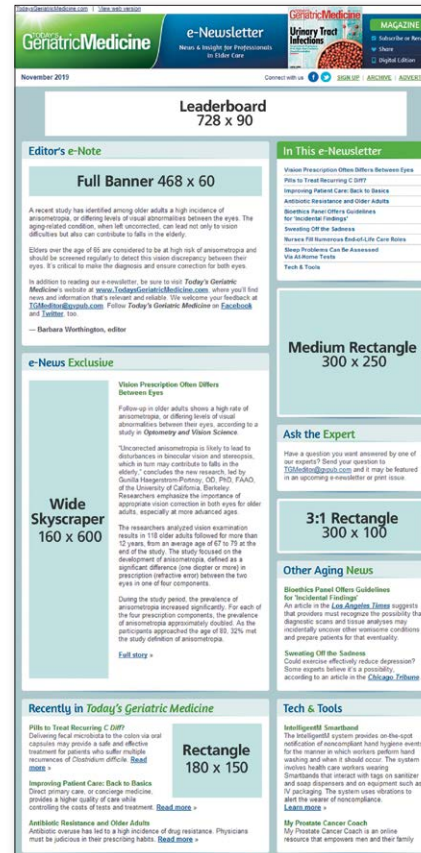 TodaysGeriatricMedicine.com | View web version
TODAY'S
GeriatricMedicine
e-Newsletter
News & Insight for Professionals
in Elder Care
GeriatricMedicine
Urinary Tract
Infections
MAGAZINE
Subscribe or Ren
Share
Digital Edition
November 2019
Connect with us
SIGN UP | ARCHIVE | ADVERT
Leaderboard
728 x 90
Editor's e-Note
Full Banner 468 x 60
A recent study has identified among older adults a high incidence of
anisometropia, or differing levels of visual abnormalities between the eyes. The
aging-related condition, when left uncorrected, can lead not only to vision
difficulties but also can contribute to falls in the elderly.
Elders over the age of 65 are considered to be at high risk of anisometropia and
should be screened regularly to detect this vision discrepancy between their
eyes. It's critical to make the diagnosis and ensure correction for both eyes.
In addition to reading our e-newsletter, be sure to visit Today's Geriatric
Medicine's website at www.TodaysGeriatricMedicine.com, where you'll find
news and information that's relevant and reliable. We welcome your feedback at
TGMeditor@gvpub.com. Follow Today's Geriatric Medicine on Facebook
and Twitter, too.
— Barbara Worthington, editor
e-News Exclusive
Wide
Skyscraper
160 x 600
Vision Prescription Often Differs
Between Eyes
Follow-up in older adults shows a high rate of
anisometropia, or differing levels of visual
abnormalities between their eyes, according to a
study in Optometry and Vision Science.
"Uncorrected anisometropia is likely to lead to
disturbances in binocular vision and stereopsis,
which in turn may contribute to falls in the
elderly," concludes the new research, led by
Gunilla Haegerstrom-Portnoy, OD, PhD, FAAO,
of the University of California, Berkeley.
Researchers emphasize the importance of
appropriate vision correction in both eyes for older
adults, especially at more advanced ages.
The researchers analyzed vision examination
results in 118 older adults followed for more than
12 years, from an average age of 67 to 79 at the
end of the study. The study focused on the
development of anisometropia, defined as a
significant difference (one diopter or more) in
prescription (refractive error) between the two
eyes in one of four components.
During the study period, the prevalence of
anisometropia increased significantly. For each of
the four prescription components, the prevalence
of anisometropia approximately doubled. As the
participants approached the age of 80, 32% met
the study definition of anisometropia.
Full story »
Recently in Today's Geriatric Medicine
Pills to Treat Recurring C Diff?
Delivering fecal microbiota to the colon via oral
capsules may provide a safe and effective
treatment for patients who suffer multiple
recurrences of Clostridium difficile. Read
more »
Improving Patient Care: Back to Basics
Direct primary care, or concierge medicine,
provides a higher quality of care while
controlling the costs of tests and treatment. Read more »
Antibiotic Resistance and Older Adults
Antibiotic overuse has led to a high incidence of drug resistance. Physicians
must be judicious in their prescribing habits. Read more »
Rectangle
180 x 150
In This e-Newsletter
Vision Prescription Often Differs Between Eyes
Pills to Treat Recurring C Diff?
Improving Patient Care: Back to Basics
Antibiotic Resistance and Older Adults
Bioethics Panel Offers Guidelines
for 'Incidental Findings'
Sweating Off the Sadness
Nurses Fill Numerous End-of-Life Care Roles
Sleep Problems Can Be Assessed
Via At-Home Tests
Tech & Tools
Medium Rectangle
300 x 250
Ask the Expert
Have a question you want answered by one of
our experts? Send your question to
TGMeditor@gvpub.com and it may be featured
in an upcoming e-newsletter or print issue.
3:1 Rectangle
300 x 100
Other Aging News
Bioethics Panel Offers Guidelines
for 'Incidental Findings'
An article in the Los Angeles Times suggests
that providers must recognize the possibility tha
diagnostic scans and tissue analyses may
incidentally uncover other worrisome conditions
and prepare patients for that eventuality.
Sweating Off the Sadness
Could exercise effectively reduce depression?
Some experts believe it's a possibility,
according to an article in the Chicago Tribune
Tech & Tools
IntelligentM Smartband
The IntelligentM system provides on-the-spot
notification of noncompliant hand hygiene events
for the manner in which workers perform hand
washing and when it should occur. The system
involves health care workers wearing
Smartbands that interact with tags on sanitizer
and soap dispensers and on equipment such as
IV packaging. The system uses vibrations to
alert the wearer of noncompliance.
Learn more »
My Prostate Cancer Coach
My Prostate Cancer Coach is an online
resource that empowers men and their family